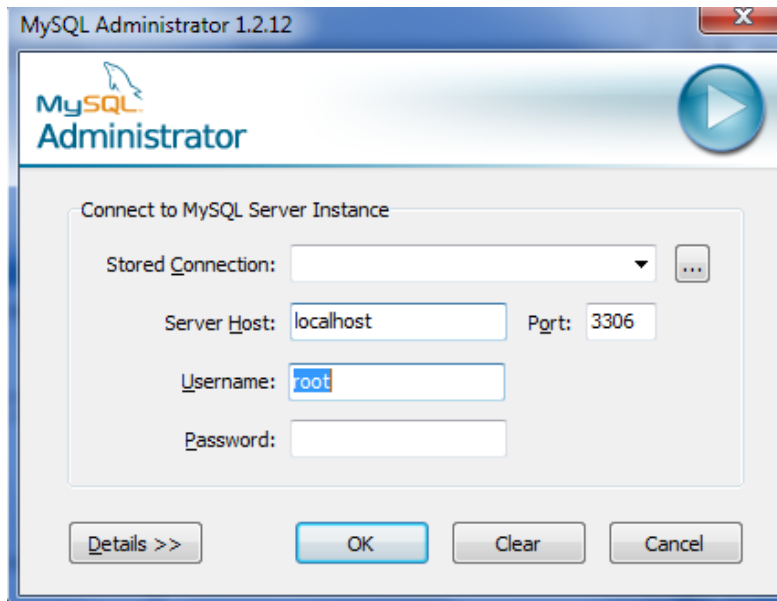 MySQL Administrator 1.2.12
MySQL
Administrator
Connect to MySQL Server Instance
Stored Connection:
...
Server Host: localhost Port: 3306
Username: root
Password:
Details >> OK Clear Cancel